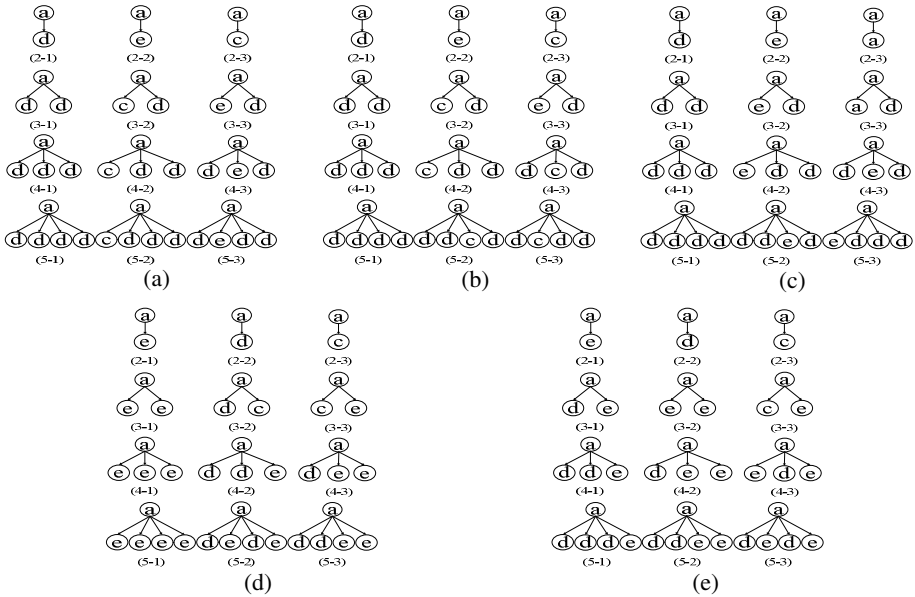 a a a a a a a a a
d e c d e c d e a
(2-1) (2-2) (2-3) (2-1) (2-2) (2-3) (2-1) (2-2) (2-3)
a a a a a a a a a
d d c d e d d d c d e d d d e d a d
(3-1) (3-2) (3-3) (3-1) (3-2) (3-3) (3-1) (3-2) (3-3)
a a a a a a a a a
d d d c d d d e d d d d c d d d c d d d d e d d d e d
(4-1) (4-2) (4-3) (4-1) (4-2) (4-3) (4-1) (4-2) (4-3)
a a a a a a a a a
d d d d c d d d d e d d d d d d d d c d d c d d d d d d d d e d e d d d
(5-1) (5-2) (5-3) (5-1) (5-2) (5-3) (5-1) (5-2) (5-3)
(a) (b) (c)
a a a a a a
e d c e d c
(2-1) (2-2) (2-3) (2-1) (2-2) (2-3)
a a a a a a
e e d c c e d e e e c e
(3-1) (3-2) (3-3) (3-1) (3-2) (3-3)
a a a a a a
e e e d d e d e e d d e d e e e d e
(4-1) (4-2) (4-3) (4-1) (4-2) (4-3)
a a a a a a
e e e e d e d e d d e e d d d e d d e e d e d e
(5-1) (5-2) (5-3) (5-1) (5-2) (5-3)
(d) (e)